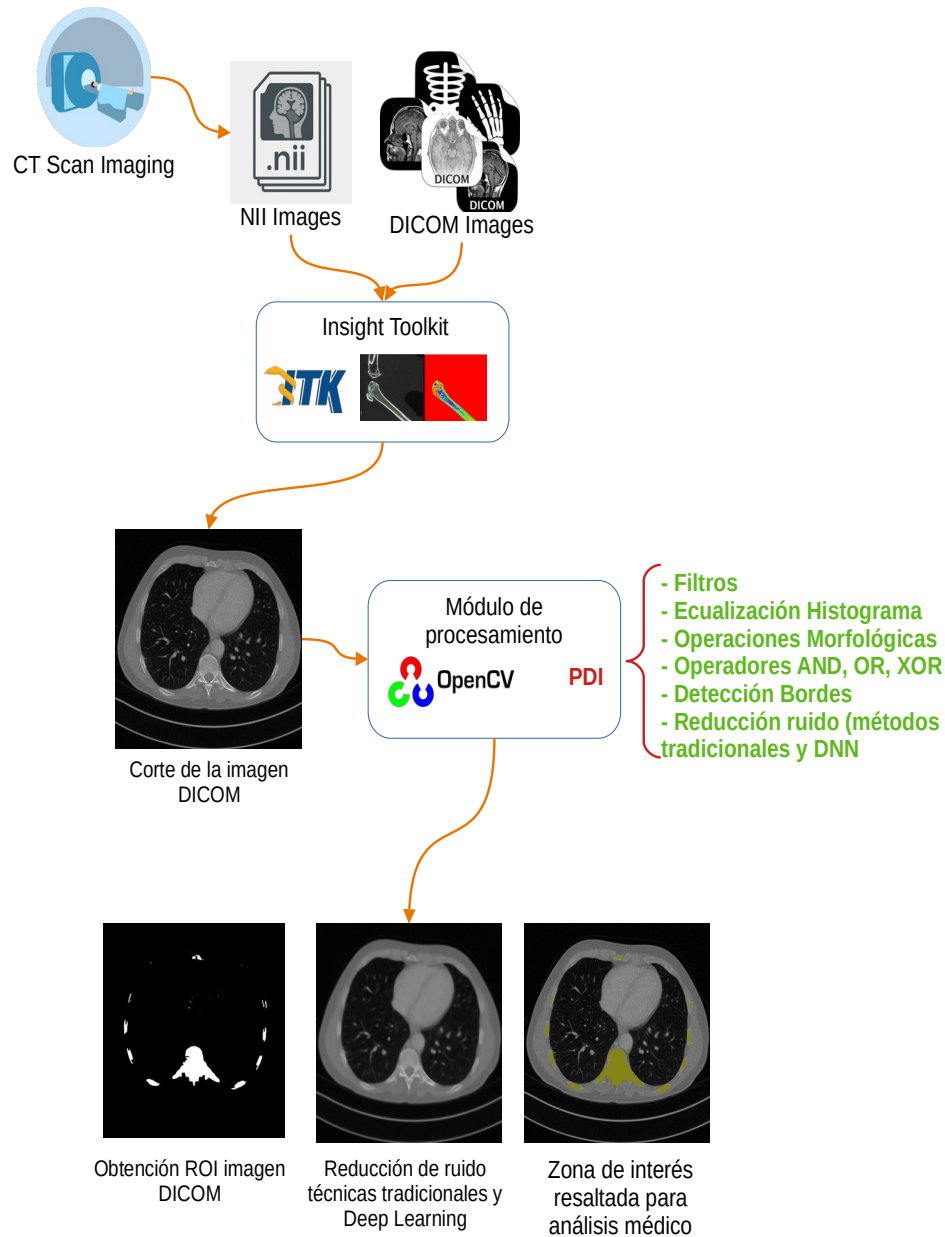 CT Scan Imaging
.nii
NII Images
DICOM
DICOM
DICOM Images
Insight Toolkit
ITK
Corte de la imagen
DICOM
Módulo de
procesamiento
OpenCV
PDI
- Filtros
- Ecualización Histograma
- Operaciones Morfológicas
- Operadores AND, OR, XOR
- Detección Bordes
- Reducción ruido (métodos
tradicionales y DNN
Obtención ROI imagen
DICOM
Reducción de ruido
técnicas tradicionales y
Deep Learning
Zona de interés
resaltada para
análisis médico